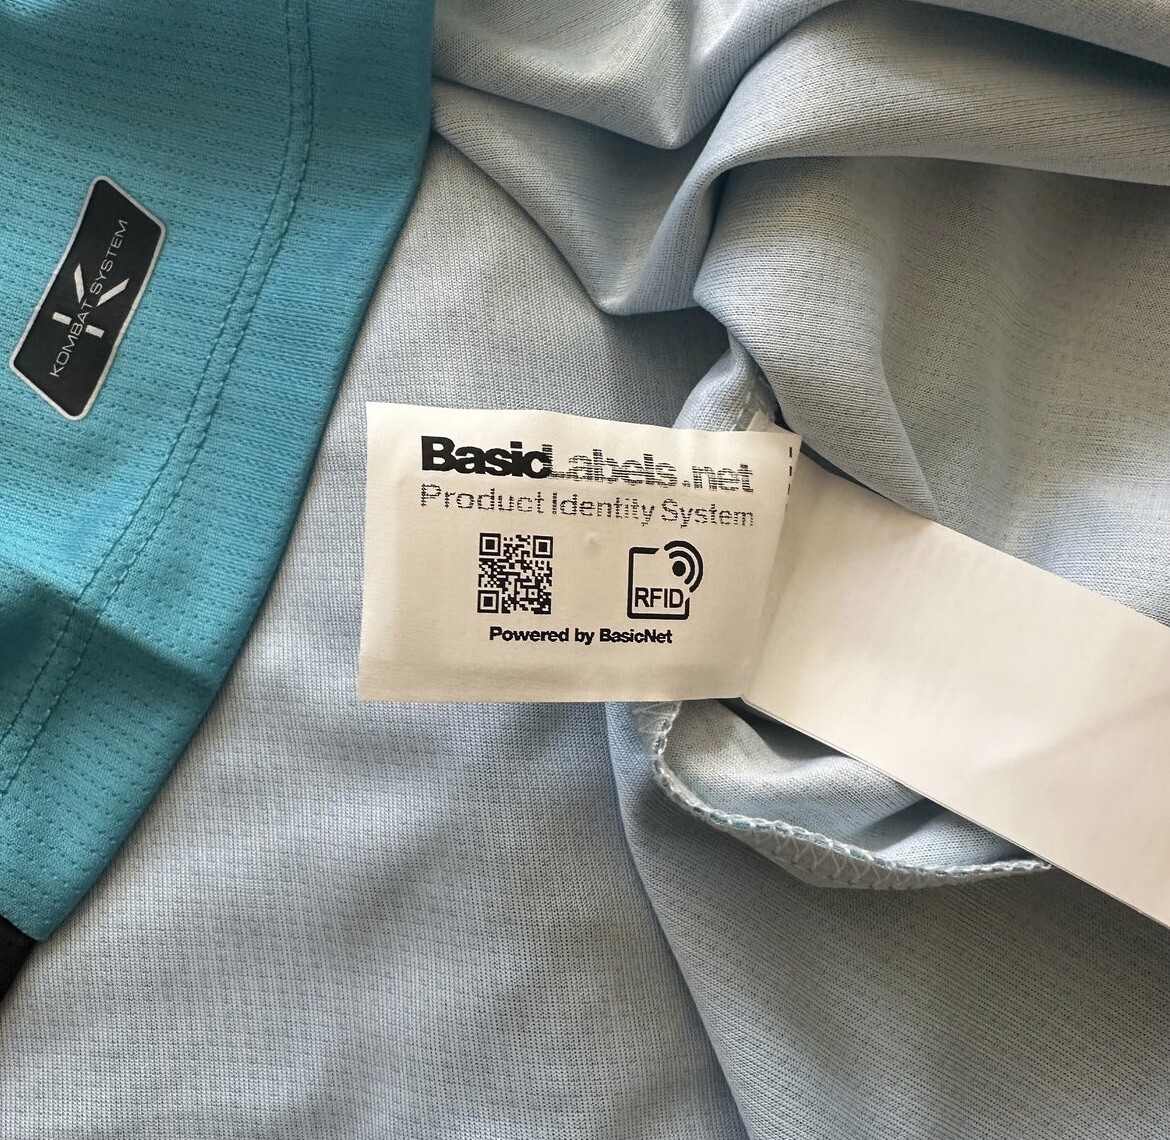 KOMBAT SYSTEM
BasicLabels.net
Product Identity System
RFID
Powered by BasicNet